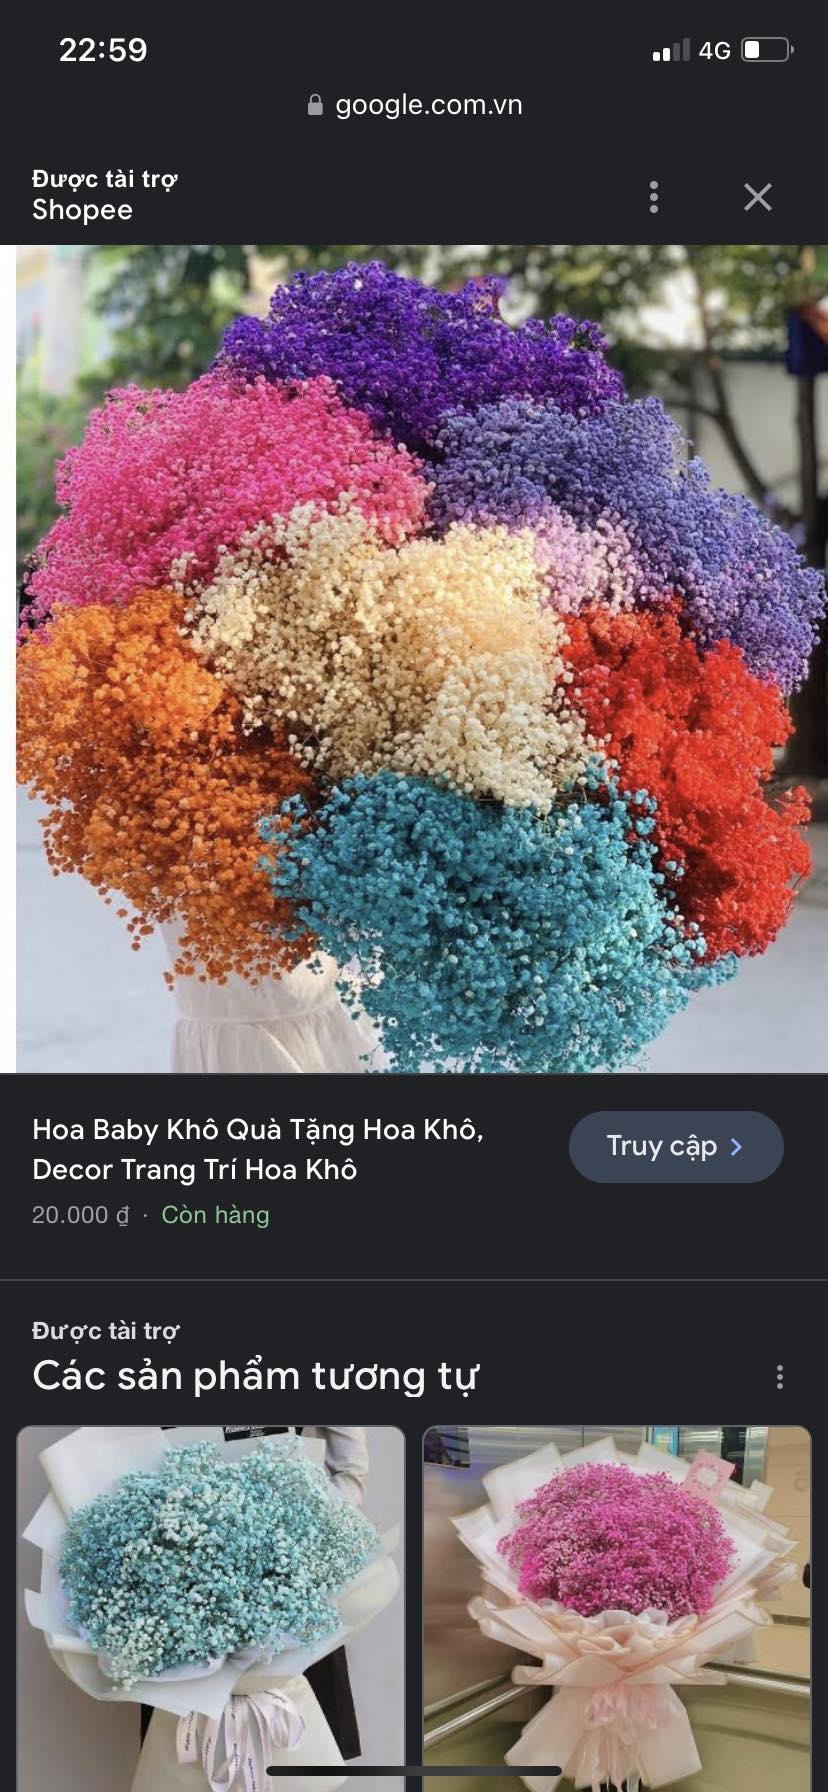 22:59
4G
google.com.vn
Được tài trợ
Shopee
Hoa Baby Khô Quà Tặng Hoa Khô,
Decor Trang Trí Hoa Khô
Truy cập
20.000 ₫ · Còn hàng
Được tài trợ
Các sản phẩm tương tự